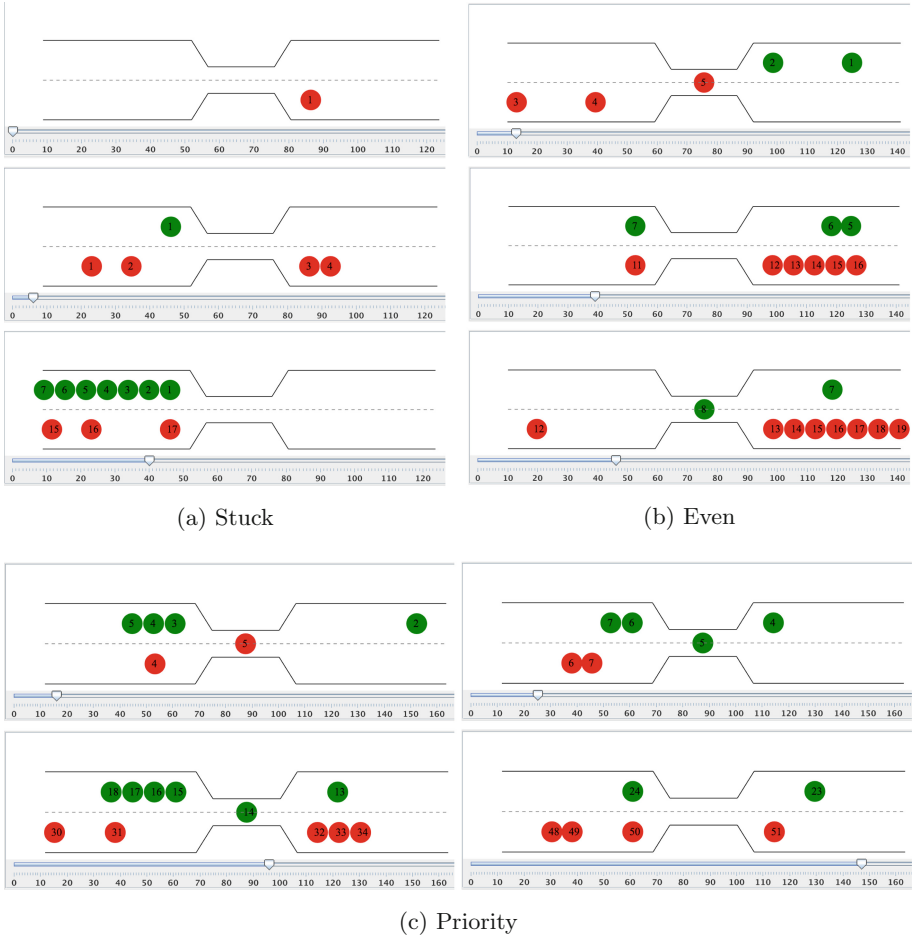 1
0 10 20 30 40 50 60 70 80 90 100 110 120
1
1 2 3 4
0 10 20 30 40 50 60 70 80 90 100 110 120
7 6 5 4 3 2 1
15 16 17
0 10 20 30 40 50 60 70 80 90 100 110 120
(a) Stuck
2 1
5
3 4
0 10 20 30 40 50 60 70 80 90 100 110 120 130 140
7 6 5
11 12 13 14 15 16
0 10 20 30 40 50 60 70 80 90 100 110 120 130 140
7
8
12 13 14 15 16 17 18 19
0 10 20 30 40 50 60 70 80 90 100 110 120 130 140
(b) Even
5 4 3 2
5
4
0 10 20 30 40 50 60 70 80 90 100 110 120 130 140 150 160
7 6 4
5
6 7
0 10 20 30 40 50 60 70 80 90 100 110 120 130 140 150 160
18 17 16 15 13
14
30 31 32 33 34
0 10 20 30 40 50 60 70 80 90 100 110 120 130 140 150 160
24 23
48 49 50 51
0 10 20 30 40 50 60 70 80 90 100 110 120 130 140 150 160
(c) Priority